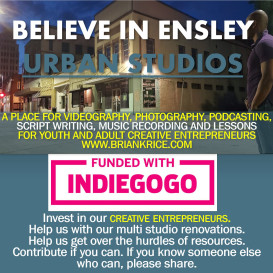 BELIEVE IN ENSLEY
URBAN STUDIOS
A PLACE FOR VIDEOGRAPHY, PHOTOGRAPHY, PODCASTING,
SCRIPT WRITING, MUSIC RECORDING AND LESSONS
FOR YOUTH AND ADULT CREATIVE ENTREPRENEURS
WWW.BRIANKRICE.COM
FUNDED WITH
INDIEGOGO
Invest in our CREATIVE ENTREPRENEURS.
Help us with our multi studio renovations.
Help us get over the hurdles of resources.
Contribute if you can. If you know someone else
who can, please share.